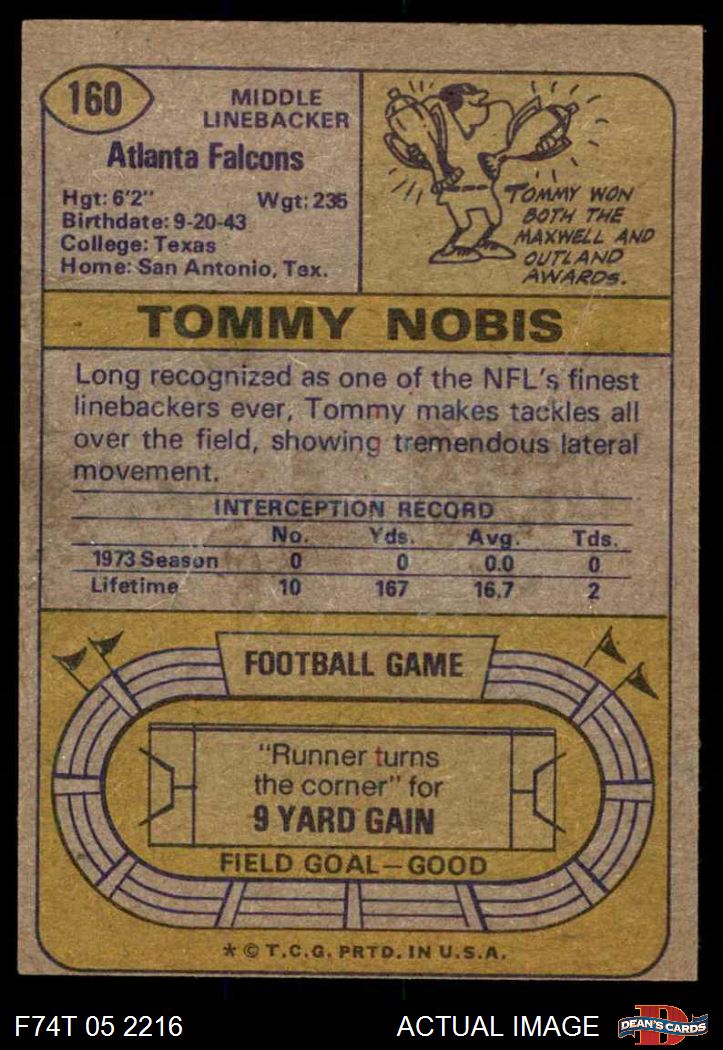 160
MIDDLE
LINEBACKER
Atlanta Falcons
Hgt: 6'2" Wgt: 235
Birthdate: 9-20-43
College: Texas
Home: San Antonio, Tex.
TOMMY WON
BOTH THE
MAXWELL AND
OUTLAND
AWARDS.
TOMMY NOBIS
Long recognized as one of the NFL's finest
linebackers ever, Tommy makes tackles all
over the field, showing tremendous lateral
movement.
INTERCEPTION RECORD
No. Yds. Avg. Tds.
1973 Season 0 0 0.0 0
Lifetime 10 167 16.7 2
FOOTBALL GAME
"Runner turns
the corner" for
9 YARD GAIN
FIELD GOAL—GOOD
* © T.C.G. PRTD. IN U.S.A.
F74T 05 2216 ACTUAL IMAGE D DEAN'S CARDS